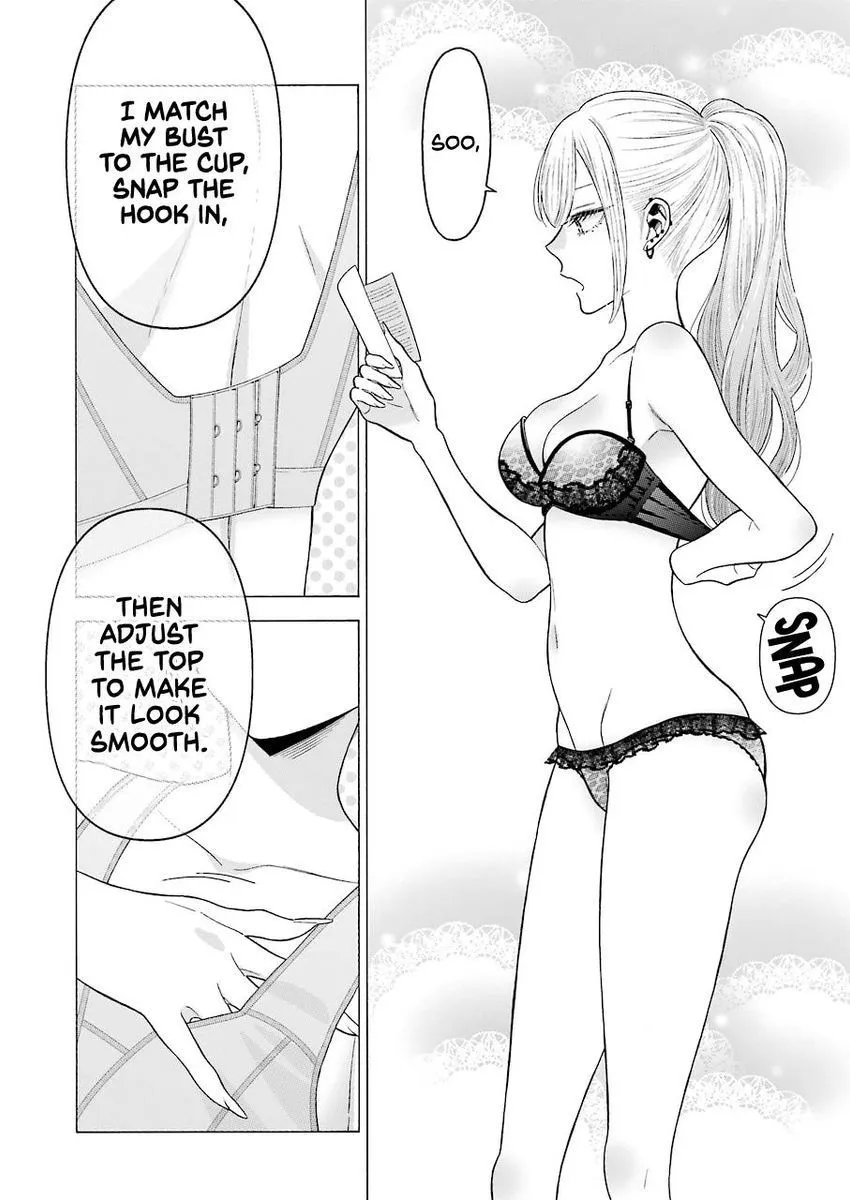 SOO,
SNAP
I MATCH
MY BUST
TO THE CUP,
SNAP THE
HOOK IN,
THEN
ADJUST
THE TOP
TO MAKE
IT LOOK
SMOOTH.